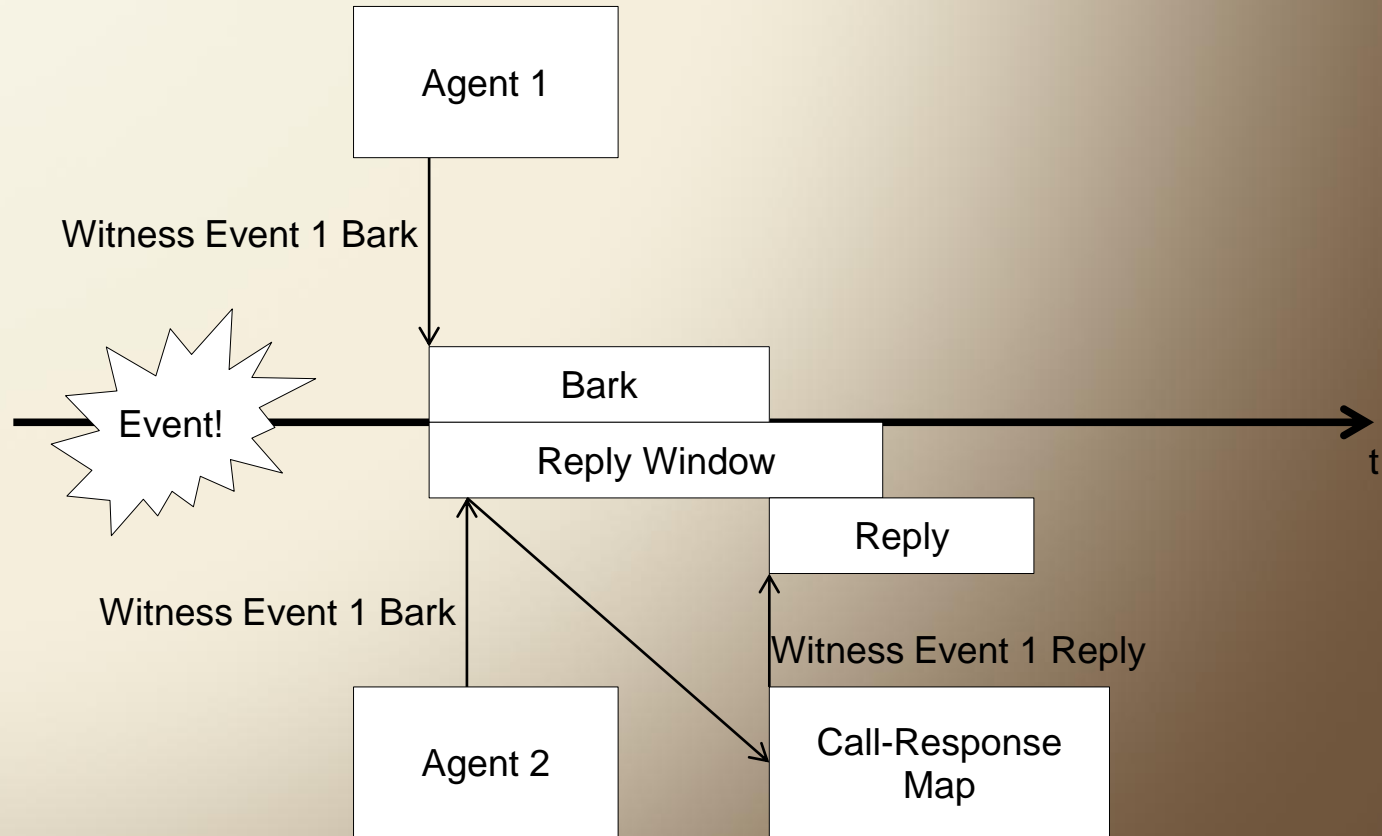 Agent 1
Witness Event 1 Bark
Bark
Event!
Reply Window
t
Reply
Witness Event 1 Bark
Witness Event 1 Reply
Agent 2
Call-Response
Map